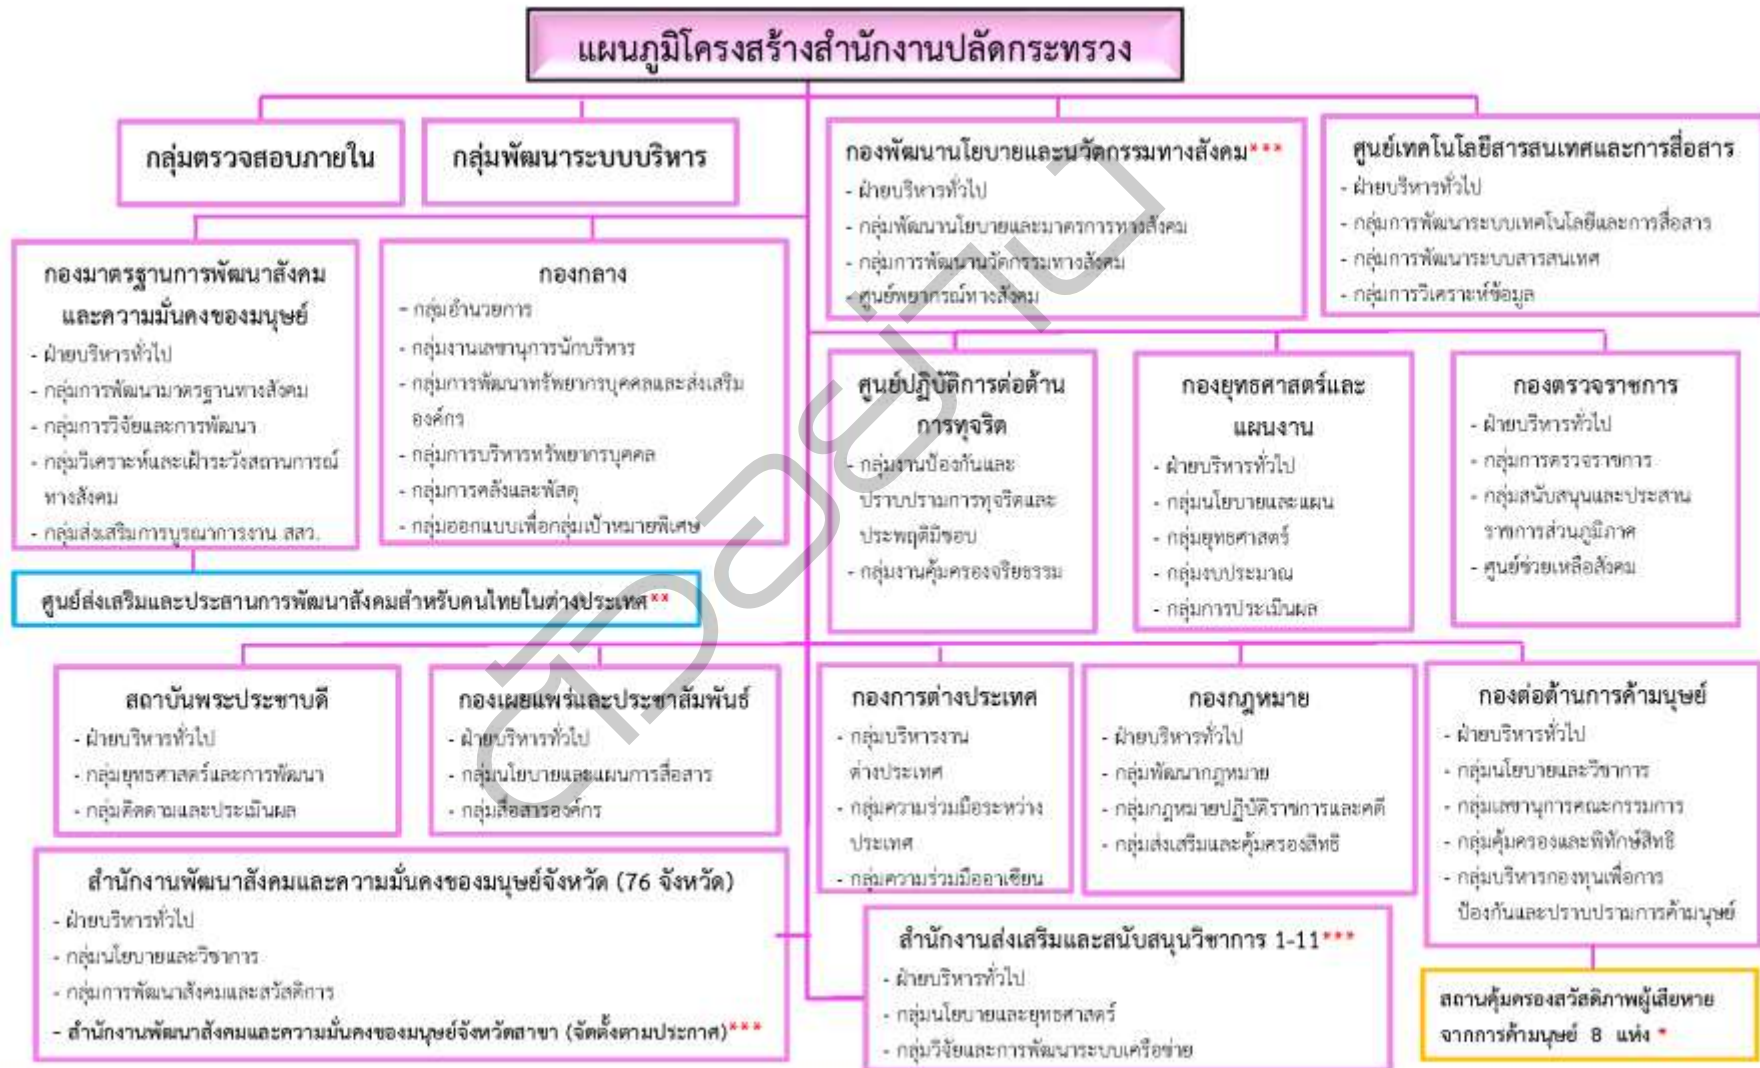 แผนภูมิโครงสร้างสำนักงานปลัดกระทรวง
กลุ่มตรวจสอบภายใน
กลุ่มพัฒนาระบบบริหาร
กองพัฒนานโยบายและนวัตกรรมทางสังคม***
- ฝ่ายบริหารทั่วไป
- กลุ่มพัฒนานโยบายและมาตรการทางสังคม
- กลุ่มการพัฒนานวัตกรรมทางสังคม
- ศูนย์พยากรณ์ทางสังคม
ศูนย์เทคโนโลยีสารสนเทศและการสื่อสาร
- ฝ่ายบริหารทั่วไป
- กลุ่มการพัฒนาระบบเทคโนโลยีและการสื่อสาร
- กลุ่มการพัฒนาระบบสารสนเทศ
- กลุ่มการวิเคราะห์ข้อมูล
กองมาตรฐานการพัฒนาสังคม
และความมั่นคงของมนุษย์
- ฝ่ายบริหารทั่วไป
- กลุ่มการพัฒนามาตรฐานทางสังคม
- กลุ่มการวิจัยและการพัฒนา
- กลุ่มวิเคราะห์และเฝ้าระวังสถานการณ์
ทางสังคม
- กลุ่มส่งเสริมการบูรณาการงาน สสว.
กองกลาง
- กลุ่มอำนวยการ
- กลุ่มงานเลขานุการนักบริหาร
- กลุ่มการพัฒนาทรัพยากรบุคคลและส่งเสริม
องค์กร
- กลุ่มการบริหารทรัพยากรบุคคล
- กลุ่มการคลังและพัสดุ
- กลุ่มออกแบบเพื่อกลุ่มเป้าหมายพิเศษ
ศูนย์ปฏิบัติการต่อต้าน
การทุจริต
- กลุ่มงานป้องกันและ
ปราบปรามการทุจริตและ
ประพฤติมิชอบ
- กลุ่มงานคุ้มครองจริยธรรม
กองยุทธศาสตร์และ
แผนงาน
- ฝ่ายบริหารทั่วไป
- กลุ่มนโยบายและแผน
- กลุ่มยุทธศาสตร์
- กลุ่มงบประมาณ
- กลุ่มการประเมินผล
กองตรวจราชการ
- ฝ่ายบริหารทั่วไป
- กลุ่มการตรวจราชการ
- กลุ่มสนับสนุนและประสาน
ราชการส่วนภูมิภาค
- ศูนย์ช่วยเหลือสังคม
ศูนย์ส่งเสริมและประสานการพัฒนาสังคมสำหรับคนไทยในต่างประเทศ**
สถาบันพระประชาบดี
- ฝ่ายบริหารทั่วไป
- กลุ่มยุทธศาสตร์และการพัฒนา
- กลุ่มติดตามและประเมินผล
กองเผยแพร่และประชาสัมพันธ์
- ฝ่ายบริหารทั่วไป
- กลุ่มนโยบายและแผนการสื่อสาร
- กลุ่มสื่อสารองค์กร
กองการต่างประเทศ
- กลุ่มบริหารงาน
ต่างประเทศ
- กลุ่มความร่วมมือระหว่าง
ประเทศ
- กลุ่มความร่วมมืออาเซียน
กองกฎหมาย
- ฝ่ายบริหารทั่วไป
- กลุ่มพัฒนากฎหมาย
- กลุ่มกฎหมายปฏิบัติราชการและคดี
- กลุ่มส่งเสริมและคุ้มครองสิทธิ
กองต่อต้านการค้ามนุษย์
- ฝ่ายบริหารทั่วไป
- กลุ่มนโยบายและวิชาการ
- กลุ่มเลขานุการคณะกรรมการ
- กลุ่มคุ้มครองและพิทักษ์สิทธิ
- กลุ่มบริหารกองทุนเพื่อการ
ป้องกันและปราบปรามการค้ามนุษย์
สำนักงานพัฒนาสังคมและความมั่นคงของมนุษย์จังหวัด (76 จังหวัด)
- ฝ่ายบริหารทั่วไป
- กลุ่มนโยบายและวิชาการ
- กลุ่มการพัฒนาสังคมและสวัสดิการ
- สำนักงานพัฒนาสังคมและความมั่นคงของมนุษย์จังหวัดสาขา (จัดตั้งตามประกาศ)***
สำนักงานส่งเสริมและสนับสนุนวิชาการ 1-11***
- ฝ่ายบริหารทั่วไป
- กลุ่มนโยบายและยุทธศาสตร์
- กลุ่มวิจัยและการพัฒนาระบบเครือข่าย
สถานคุ้มครองสวัสดิภาพผู้เสียหาย
จากการค้ามนุษย์ 8 แห่ง *
ตัวอย่าง